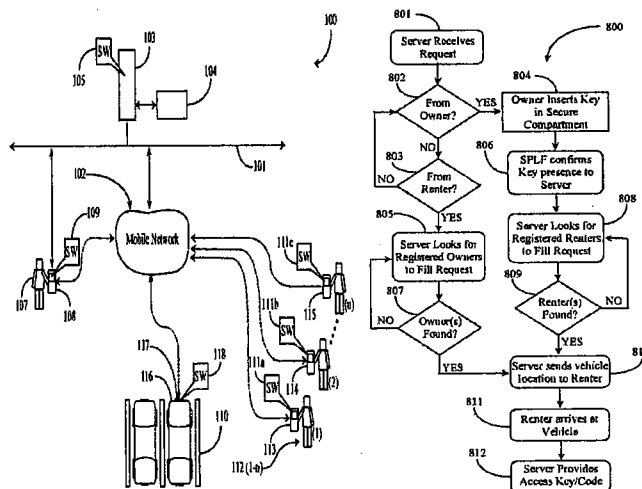 100
103
105
SW
104
101
102
109
SW
Mobile Network
107
108
111c
SW
115
(n)
111b
SW
114
(2)
111a
SW
113
(1)
112 (1-n)
117
116
118
SW
110
800
801
Server Receives
Request
802
From
Owner?
YES
NO
803
From
Renter?
NO
YES
804
Owner Inserts Key
in Secure
Compartment
806
SPLF confirms
Key presence to
Server
805
Server Looks for
Registered Owners
to Fill Request
807
Owner(s)
Found?
NO
YES
808
Server Looks for
Registered Renters
to Fill Request
809
Renter(s)
Found?
NO
YES
Server sends vehicle
location to Renter
811
Renter arrives at
Vehicle
812
Server Provides
Access Key/Code